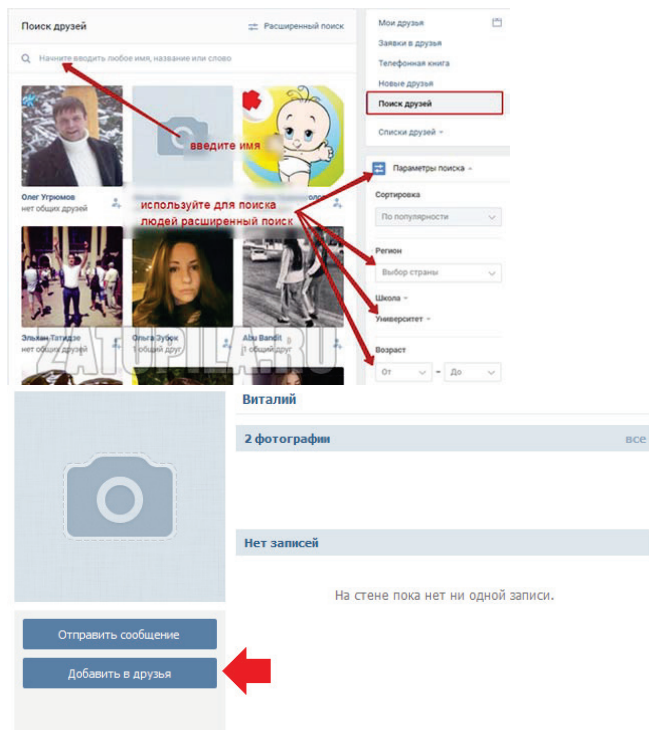 Поиск друзей
Расширенный поиск
Начните вводить любое имя, название или слово
введите имя
Олег Угрюмов
нет общих друзей
используйте для поиска
людей расширенный поиск
Эльхан Татидзе
нет общих друзей
Ольга Зубок
1 общий друг
Abu Bandit
1 общий друг
ZATUPILA.RU
Мои друзья
Заявки в друзья
Телефонная книга
Новые друзья
Поиск друзей
Списки друзей
Параметры поиска
Сортировка
По популярности
Регион
Выбор страны
Школа
Университет
Возраст
От – До
Виталий
2 фотографии
все
Нет записей
На стене пока нет ни одной записи.
Отправить сообщение
Добавить в друзья